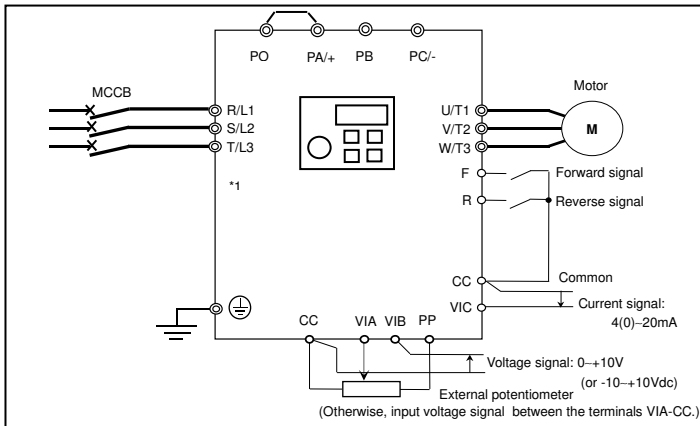 PO PA/+ PB PC/-
MCCB
Motor
R/L1
S/L2
T/L3
U/T1
V/T2
W/T3
M
*1
F
Forward signal
R
Reverse signal
CC
Common
VIC
Current signal:
4(0)~20mA
CC VIA VIB PP
Voltage signal: 0~+10V
(or -10~+10Vdc)
External potentiometer
(Otherwise, input voltage signal between the terminals VIA-CC.)